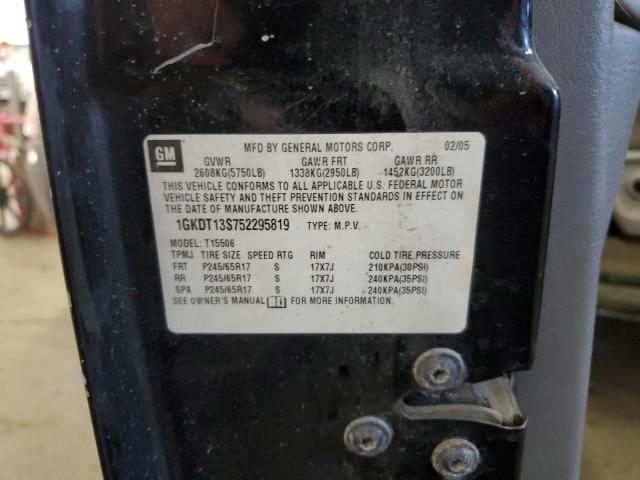 GM MFD BY GENERAL MOTORS CORP. 02/05
GVWR GAWR FRT GAWR RR
2608KG(5750LB) 1338KG(2950LB) 1452KG(3200LB)
THIS VEHICLE CONFORMS TO ALL APPLICABLE U.S. FEDERAL MOTOR
VEHICLE SAFETY AND THEFT PREVENTION STANDARDS IN EFFECT ON
THE DATE OF MANUFACTURE SHOWN ABOVE.
1GKDT13S752295819 TYPE: M.P.V.
MODEL: T15506
TPMJ TIRE SIZE SPEED RTG RIM COLD TIRE PRESSURE
FRT P245/65R17 S 17X7J 210KPA(30PSI)
RR P245/65R17 S 17X7J 240KPA(35PSI)
SPA P245/65R17 S 17X7J 240KPA(35PSI)
SEE OWNER'S MANUAL FOR MORE INFORMATION.